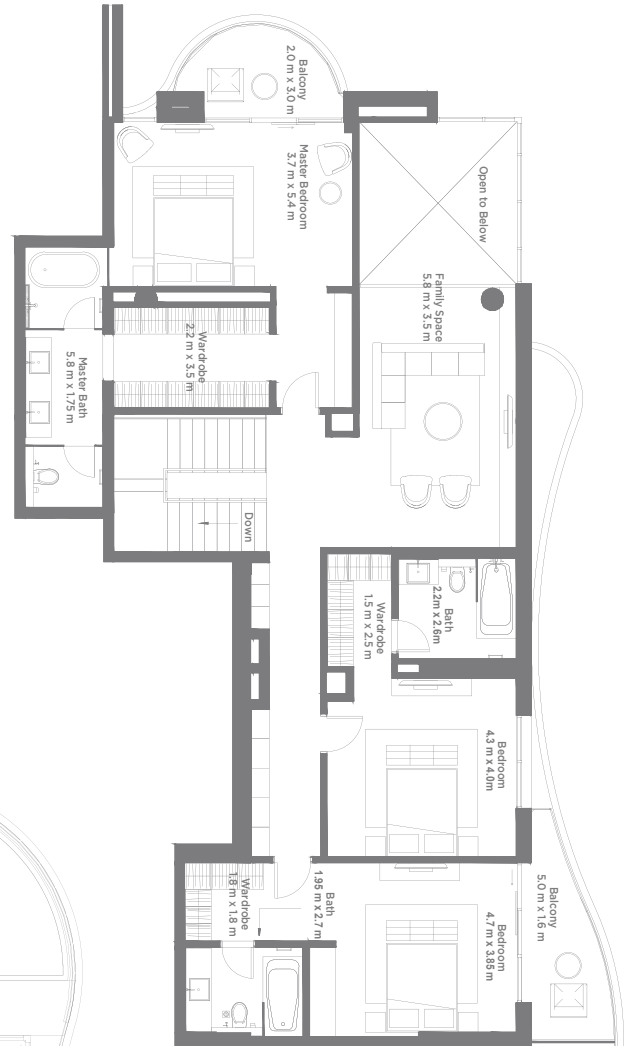 Balcony
2.0 m x 3.0 m
Master Bedroom
3.7 m x 5.4 m
Open to Below
Family Space
5.8 m x 3.5 m
Wardrobe
2.2 m x 3.5 m
Master Bath
5.8 m x 1.75 m
Down
Wardrobe
1.5 m x 2.5 m
Bath
2.2m x 2.6m
Bedroom
4.3 m x 4.0m
Balcony
5.0 m x 1.6 m
Wardrobe
1.8 m x 1.8 m
Bath
1.95 m x 2.7 m
Bedroom
4.7 m x 3.85 m